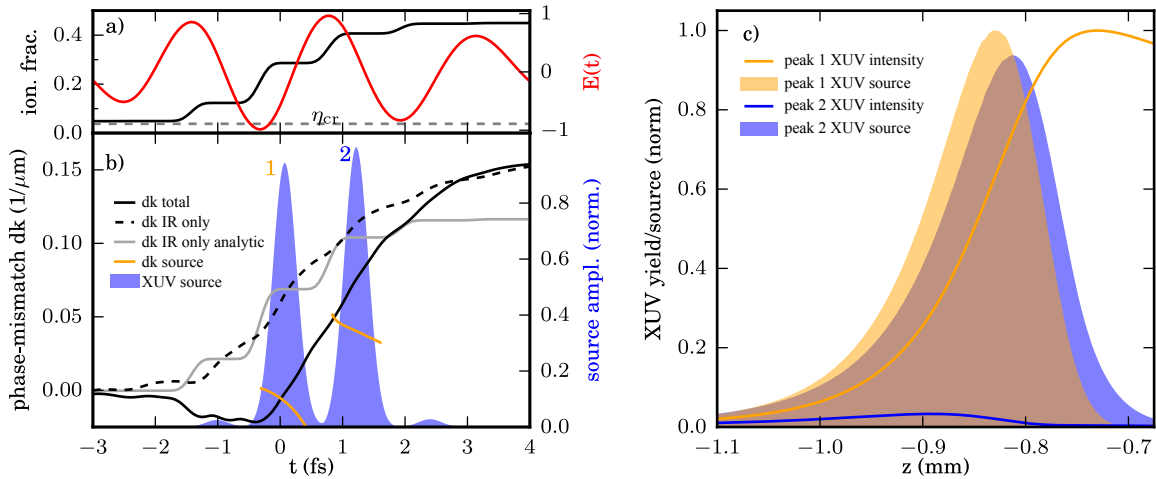 a)
ion. frac.
0.4
0.2
0.0
1
0
−1
E(t)
ηcr
b)
phase-mismatch dk (1/μm)
0.15
0.10
0.05
0.00
dk total
dk IR only
dk IR only analytic
dk source
XUV source
1
2
0.8
0.6
0.4
0.2
0.0
source ampl. (norm.)
−3 −2 −1 0 1 2 3 4
t (fs)
c)
XUV yield/source (norm)
1.0
0.8
0.6
0.4
0.2
0.0
peak 1 XUV intensity
peak 1 XUV source
peak 2 XUV intensity
peak 2 XUV source
−1.1 −1.0 −0.9 −0.8 −0.7
z (mm)